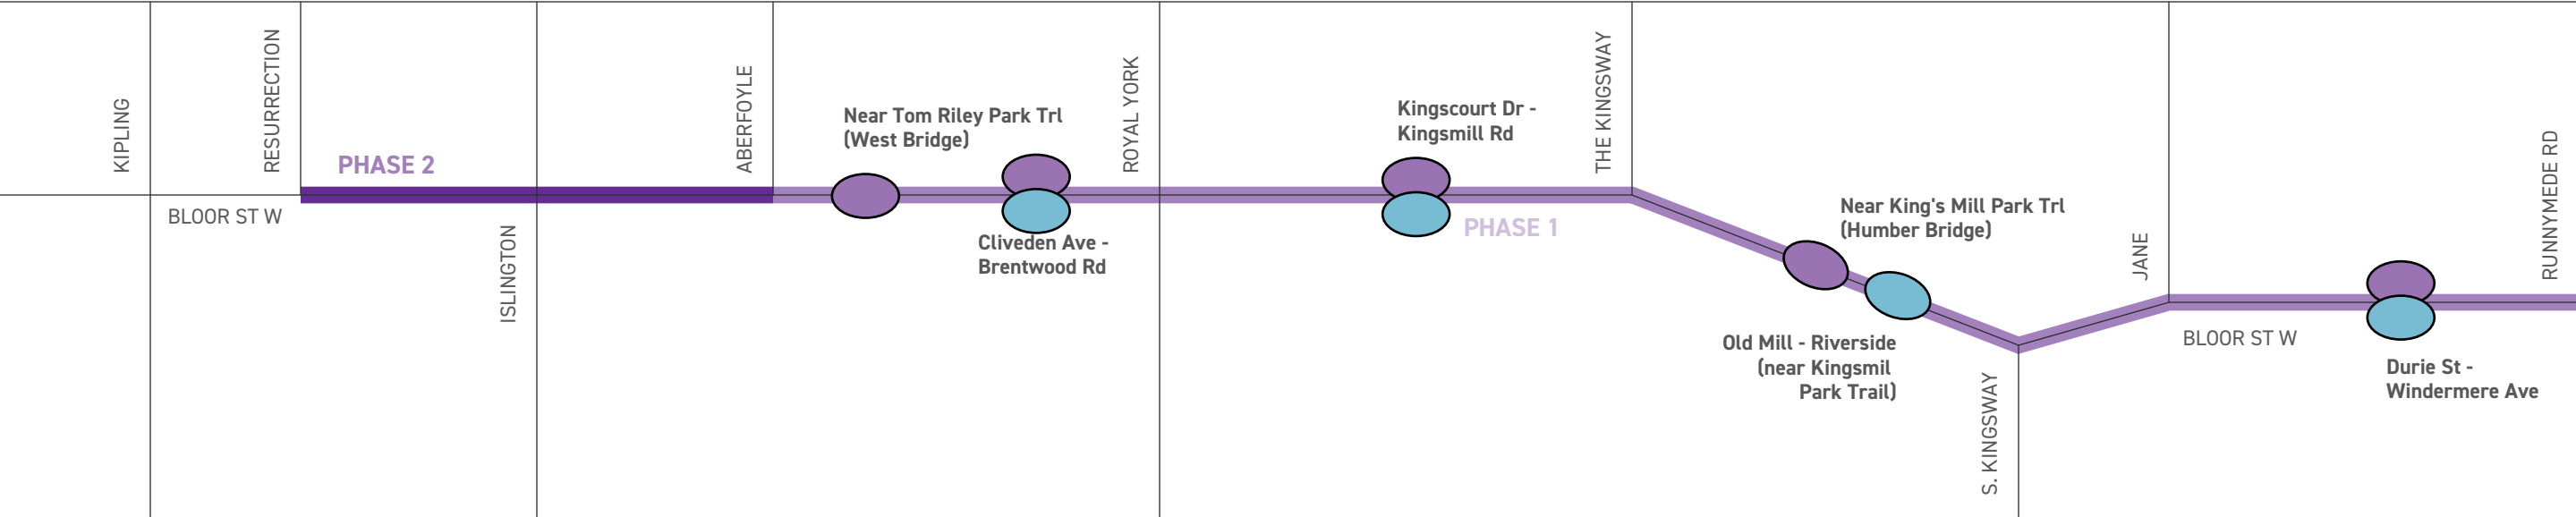 KIPLING
RESURRECTION
PHASE 2
BLOOR ST W
ISLINGTON
ABERFOYLE
Near Tom Riley Park Trl
(West Bridge)
Cliveden Ave -
Brentwood Rd
ROYAL YORK
Kingscourt Dr -
Kingsmill Rd
PHASE 1
THE KINGSWAY
Near King's Mill Park Trl
(Humber Bridge)
Old Mill - Riverside
(near Kingsmil
Park Trail)
S. KINGSWAY
JANE
BLOOR ST W
Durie St -
Windermere Ave
RUNNYMEDE RD